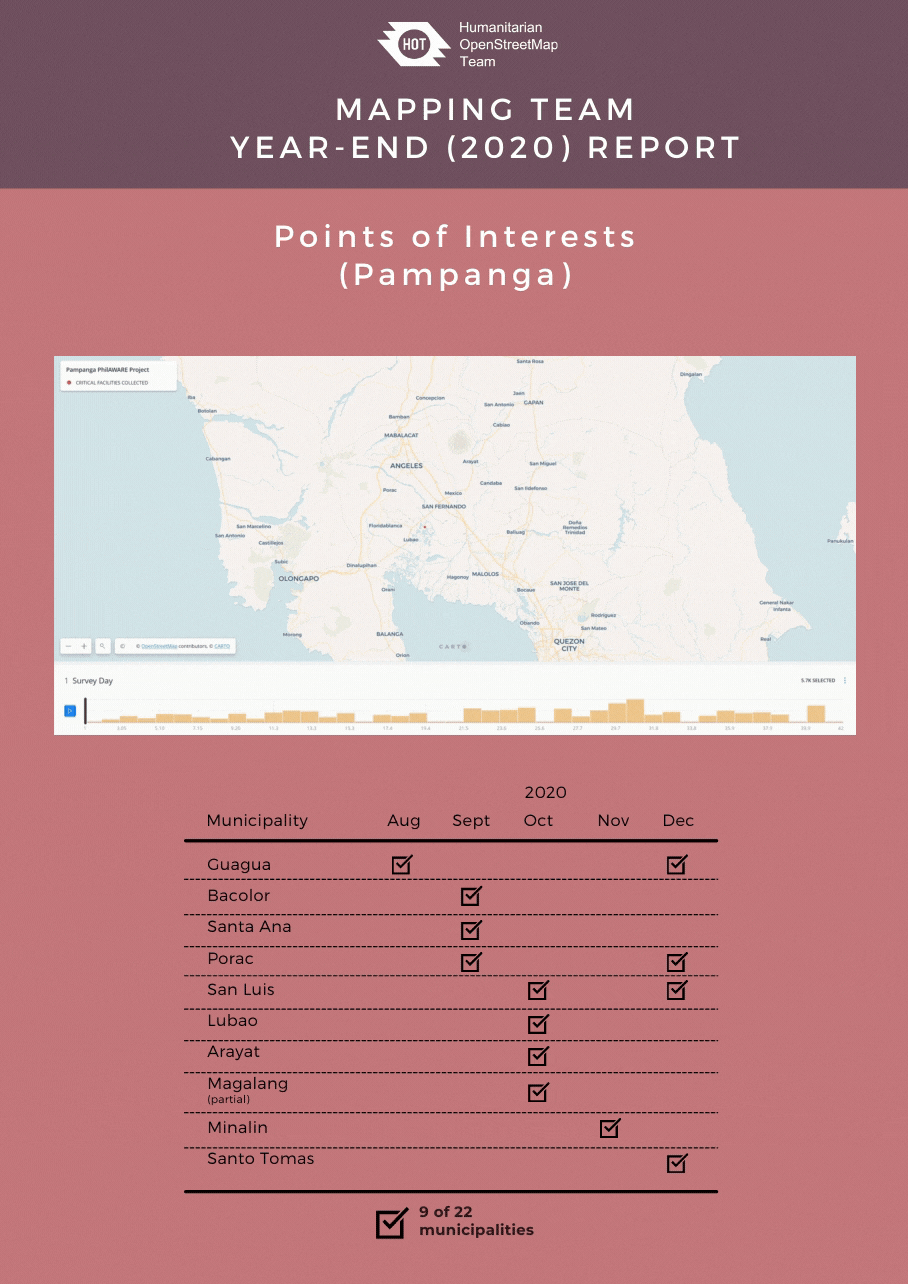 HOT
Humanitarian
OpenStreetMap
Team
MAPPING TEAM
YEAR-END (2020) REPORT
Points of Interests
(Pampanga)
Pampanga PhilAWARE Project
CRITICAL FACILITIES COLLECTED
Santa Rosa
Dingalan
Iba
Concepcion
Jaen
San Antonio
GAPAN
Botolan
Bamban
Cabiao
MABALACAT
Cabangan
ANGELES
Arayat
San Miguel
Candaba
San Ildefonso
Porac
Mexico
SAN FERNANDO
San Marcelino
Floridablanca
Doña
Remedios
Trinidad
San Antonio
Baliuag
Castillejos
Lubao
Panukulan
Subic
Dinalupihan
OLONGAPO
Hagonoy
MALOLOS
SAN JOSE DEL
MONTE
Orani
Bocaue
General Nakar
Infanta
Rodriguez
Obando
San Mateo
Morong
BALANGA
QUEZON
CITY
Real
CARTO
© OpenStreetMap contributors, © CARTO
Orion
1 Survey Day
5.7K SELECTED
2020
Municipality Aug Sept Oct Nov Dec
Guagua
Bacolor
Santa Ana
Porac
San Luis
Lubao
Arayat
Magalang
(partial)
Minalin
Santo Tomas
9 of 22
municipalities